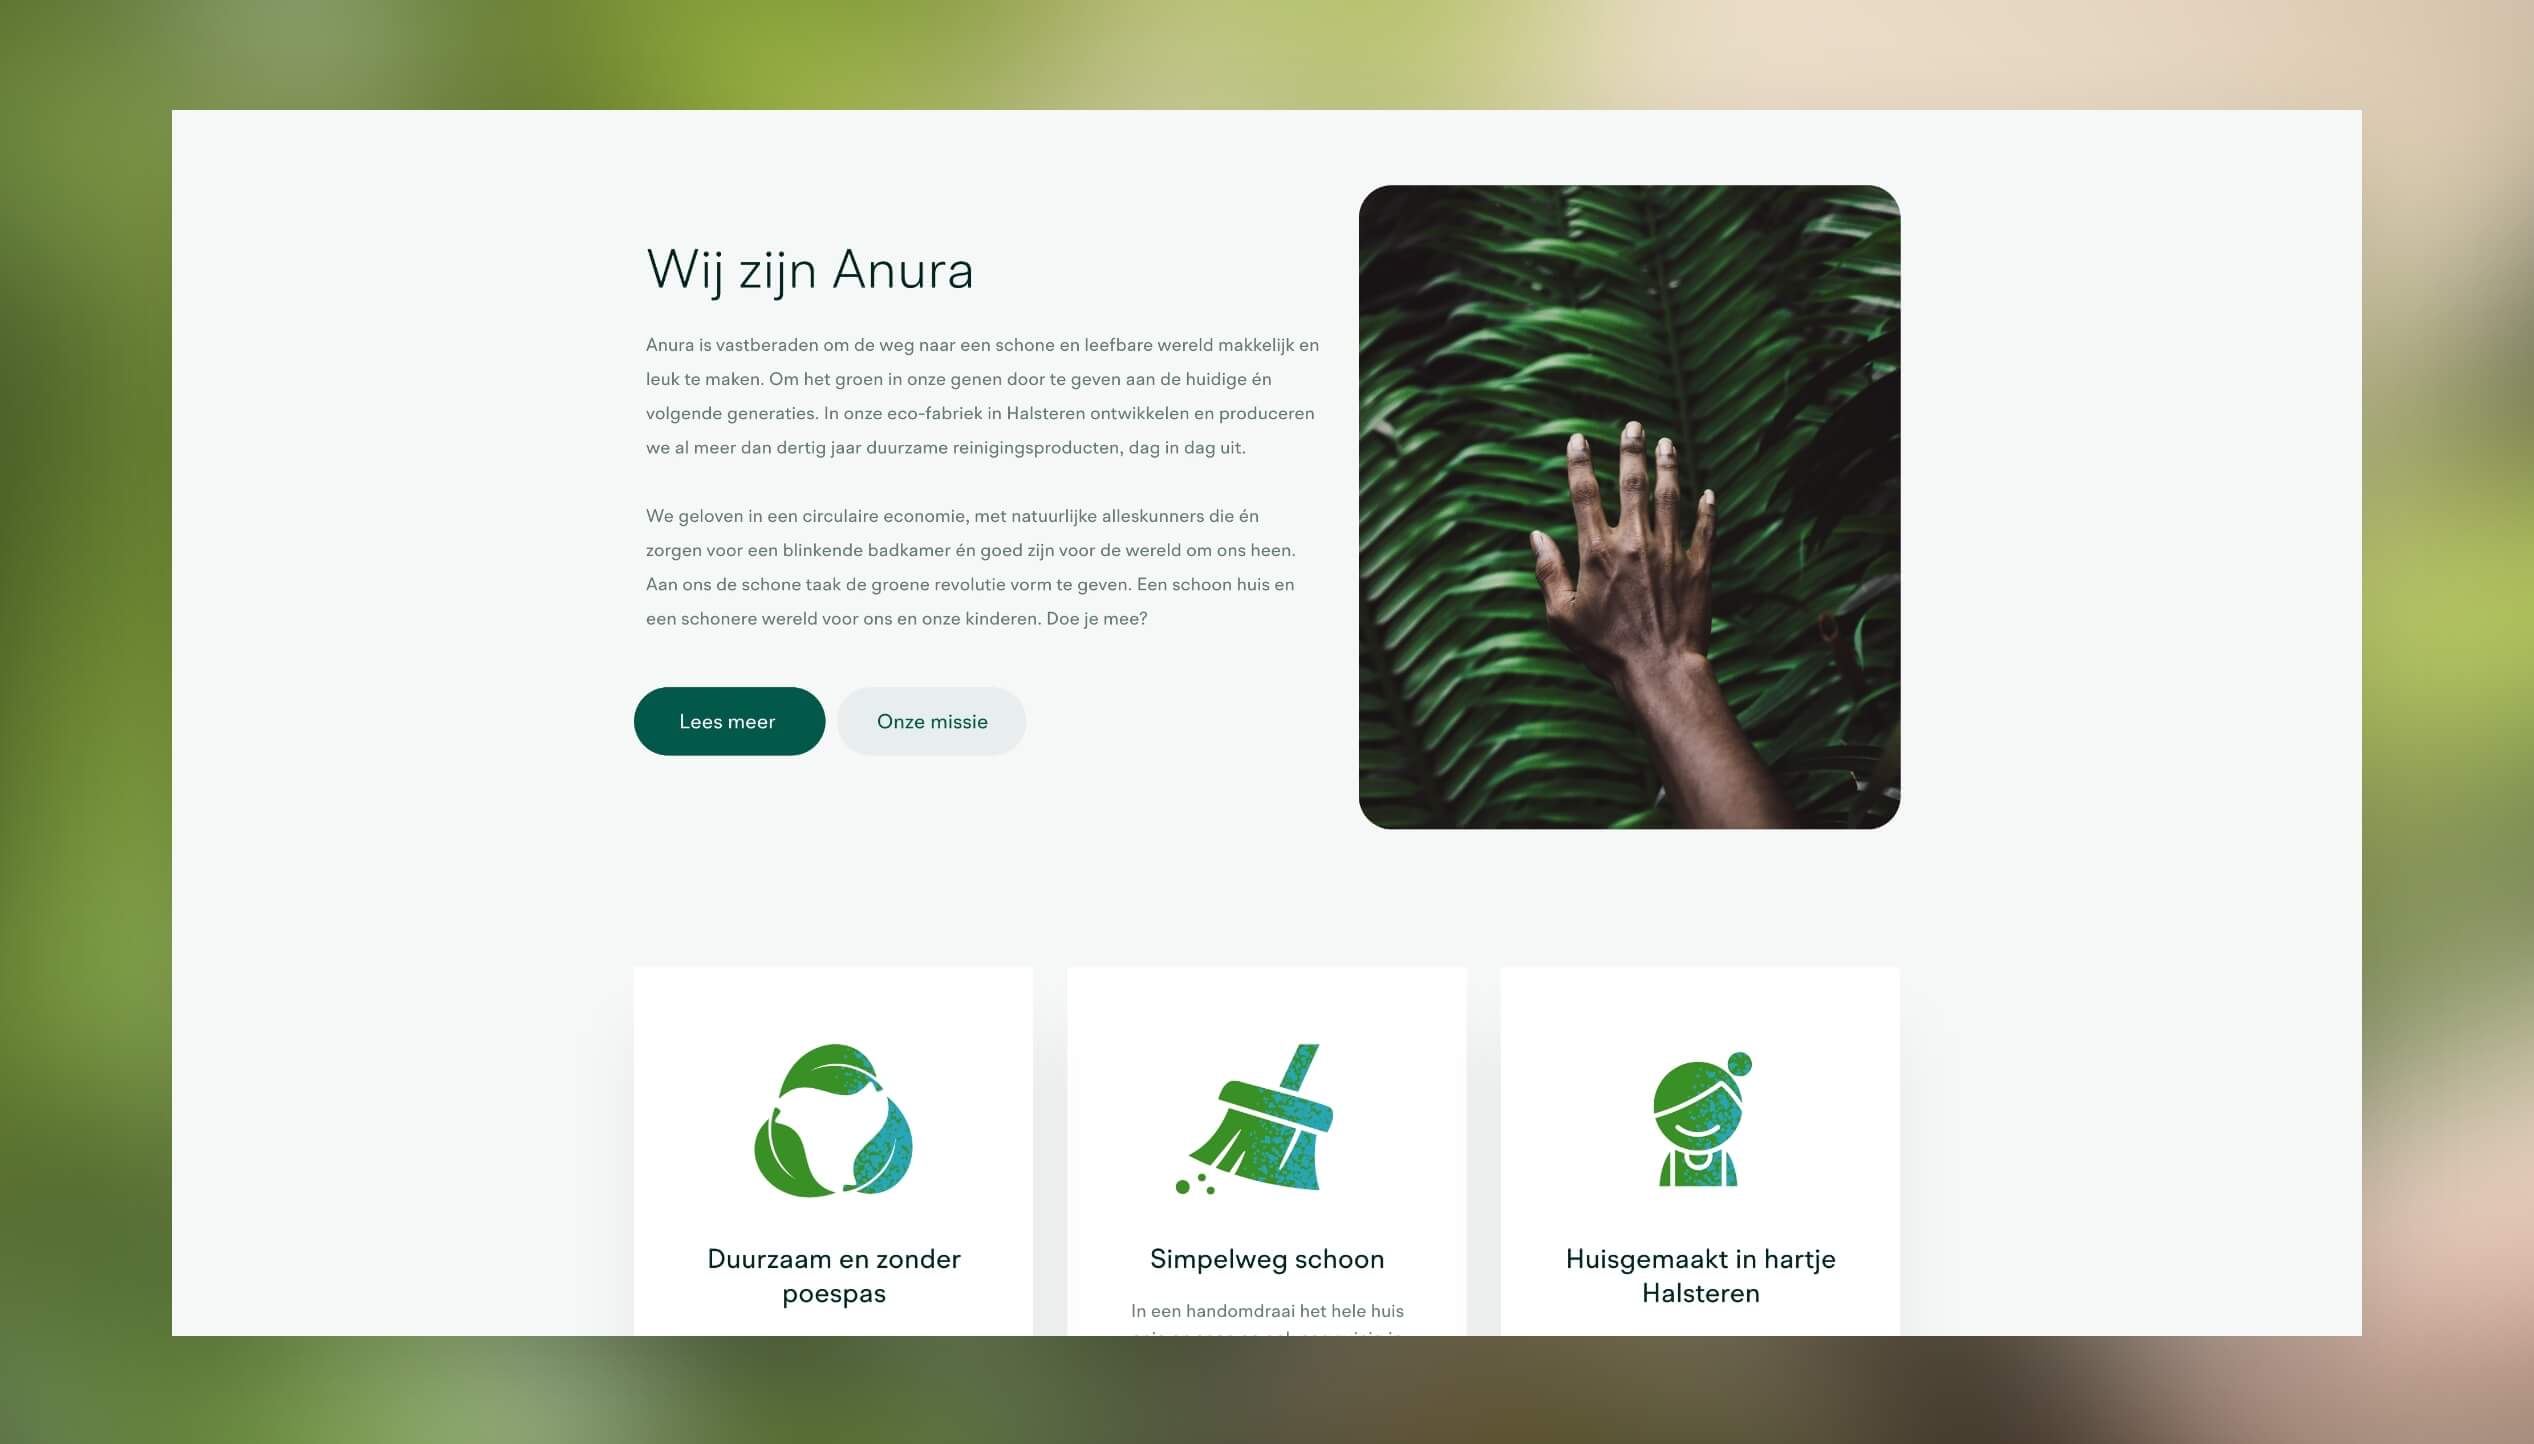 Wij zijn Anura
Anura is vastberaden om de weg naar een schone en leefbare wereld makkelijk en
leuk te maken. Om het groen in onze genen door te geven aan de huidige én
volgende generaties. In onze eco-fabriek in Halsteren ontwikkelen en produceren
we al meer dan dertig jaar duurzame reinigingsproducten, dag in dag uit.
We geloven in een circulaire economie, met natuurlijke alleskunners die én
zorgen voor een blinkende badkamer én goed zijn voor de wereld om ons heen.
Aan ons de schone taak de groene revolutie vorm te geven. Een schoon huis en
een schonere wereld voor ons en onze kinderen. Doe je mee?
Lees meer
Onze missie
Duurzaam en zonder
poespas
Simpelweg schoon
In een handomdraai het hele huis
Huisgemaakt in hartje
Halsteren